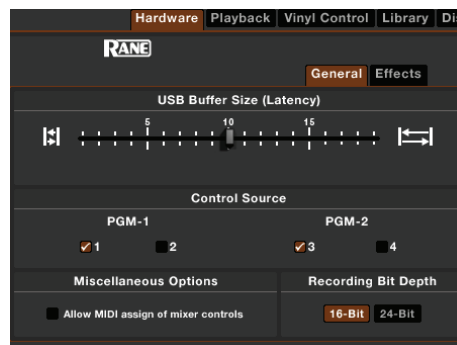 Hardware Playback Vinyl Control Library
RANE
General Effects
USB Buffer Size (Latency)
5 10 15
Control Source
PGM-1 PGM-2
1 2 3 4
Miscellaneous Options Recording Bit Depth
Allow MIDI assign of mixer controls 16-Bit 24-Bit